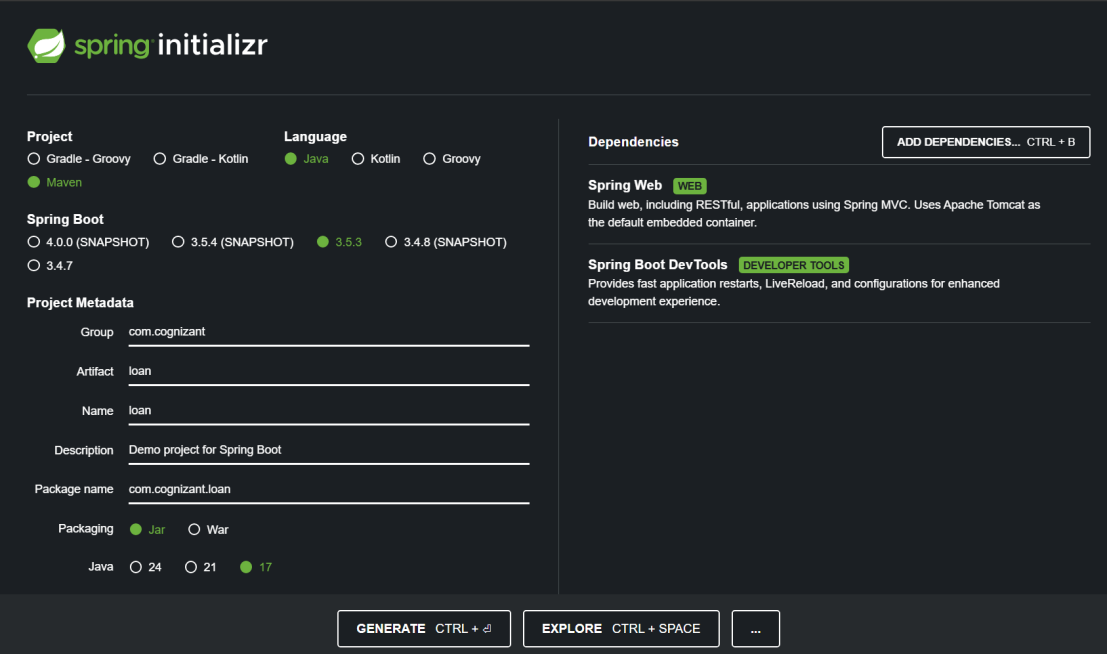 spring initializr
Project
Gradle - Groovy Gradle - Kotlin
Maven
Language
Java Kotlin Groovy
Spring Boot
4.0.0 (SNAPSHOT) 3.5.4 (SNAPSHOT) 3.5.3 3.4.8 (SNAPSHOT)
3.4.7
Project Metadata
Group com.cognizant
Artifact loan
Name loan
Description Demo project for Spring Boot
Package name com.cognizant.loan
Packaging Jar War
Java 24 21 17
Dependencies ADD DEPENDENCIES... CTRL + B
Spring Web WEB
Build web, including RESTful, applications using Spring MVC. Uses Apache Tomcat as
the default embedded container.
Spring Boot DevTools DEVELOPER TOOLS
Provides fast application restarts, LiveReload, and configurations for enhanced
development experience.
GENERATE CTRL + ⏎ EXPLORE CTRL + SPACE ...